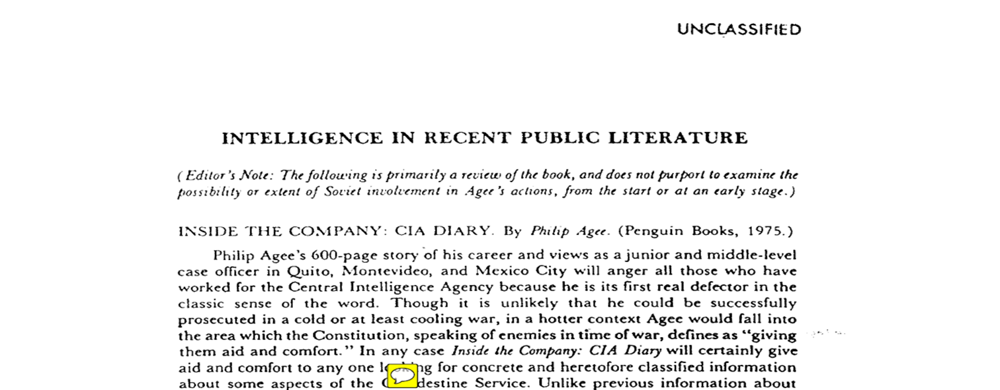 UNCLASSIFIED
INTELLIGENCE IN RECENT PUBLIC LITERATURE
(Editor's Note: The following is primarily a review of the book, and does not purport to examine the
possibility or extent of Soviet involvement in Agee's actions, from the start or at an early stage.)
INSIDE THE COMPANY: CIA DIARY. By Philip Agee. (Penguin Books, 1975.)
Philip Agee's 600-page story of his career and views as a junior and middle-level
case officer in Quito, Montevideo, and Mexico City will anger all those who have
worked for the Central Intelligence Agency because he is its first real defector in the
classic sense of the word. Though it is unlikely that he could be successfully
prosecuted in a cold or at least cooling war, in a hotter context Agee would fall into
the area which the Constitution, speaking of enemies in time of war, defines as "giving
them aid and comfort." In any case Inside the Company: CIA Diary will certainly give
aid and comfort to any one for concrete and heretofore classified information
about some aspects of the Service. Unlike previous information about